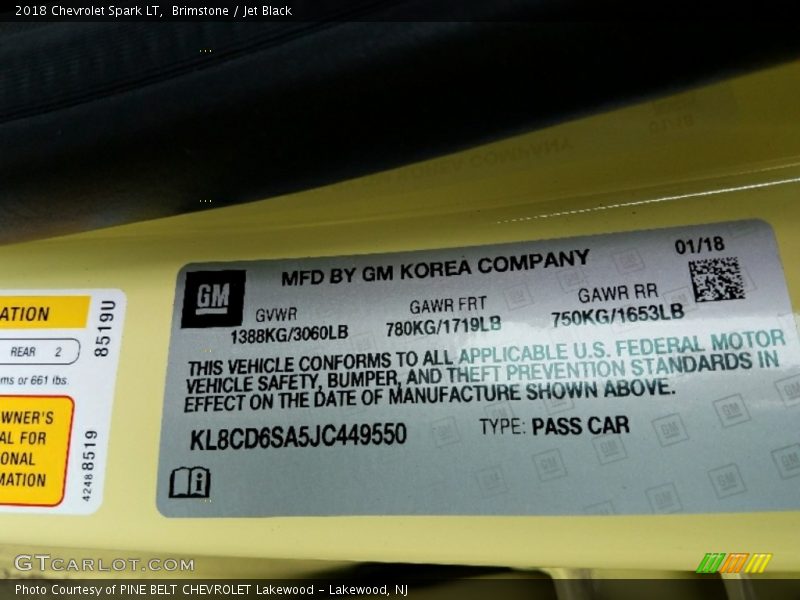 2018 Chevrolet Spark LT, Brimstone / Jet Black
MFD BY GM KOREA COMPANY
01/18
GM
GVWR
GAWR FRT
GAWR RR
1388KG/3060LB
780KG/1719LB
750KG/1653LB
THIS VEHICLE CONFORMS TO ALL APPLICABLE U.S. FEDERAL MOTOR
VEHICLE SAFETY, BUMPER, AND THEFT PREVENTION STANDARDS IN
EFFECT ON THE DATE OF MANUFACTURE SHOWN ABOVE.
KL8CD6SA5JC449550
TYPE: PASS CAR
ATION
REAR 2
ms or 661 lbs.
8519U
WNER'S
AL FOR
ONAL
MATION
4248 8519
GTCARLOT.COM
Photo Courtesy of PINE BELT CHEVROLET Lakewood - Lakewood, NJ